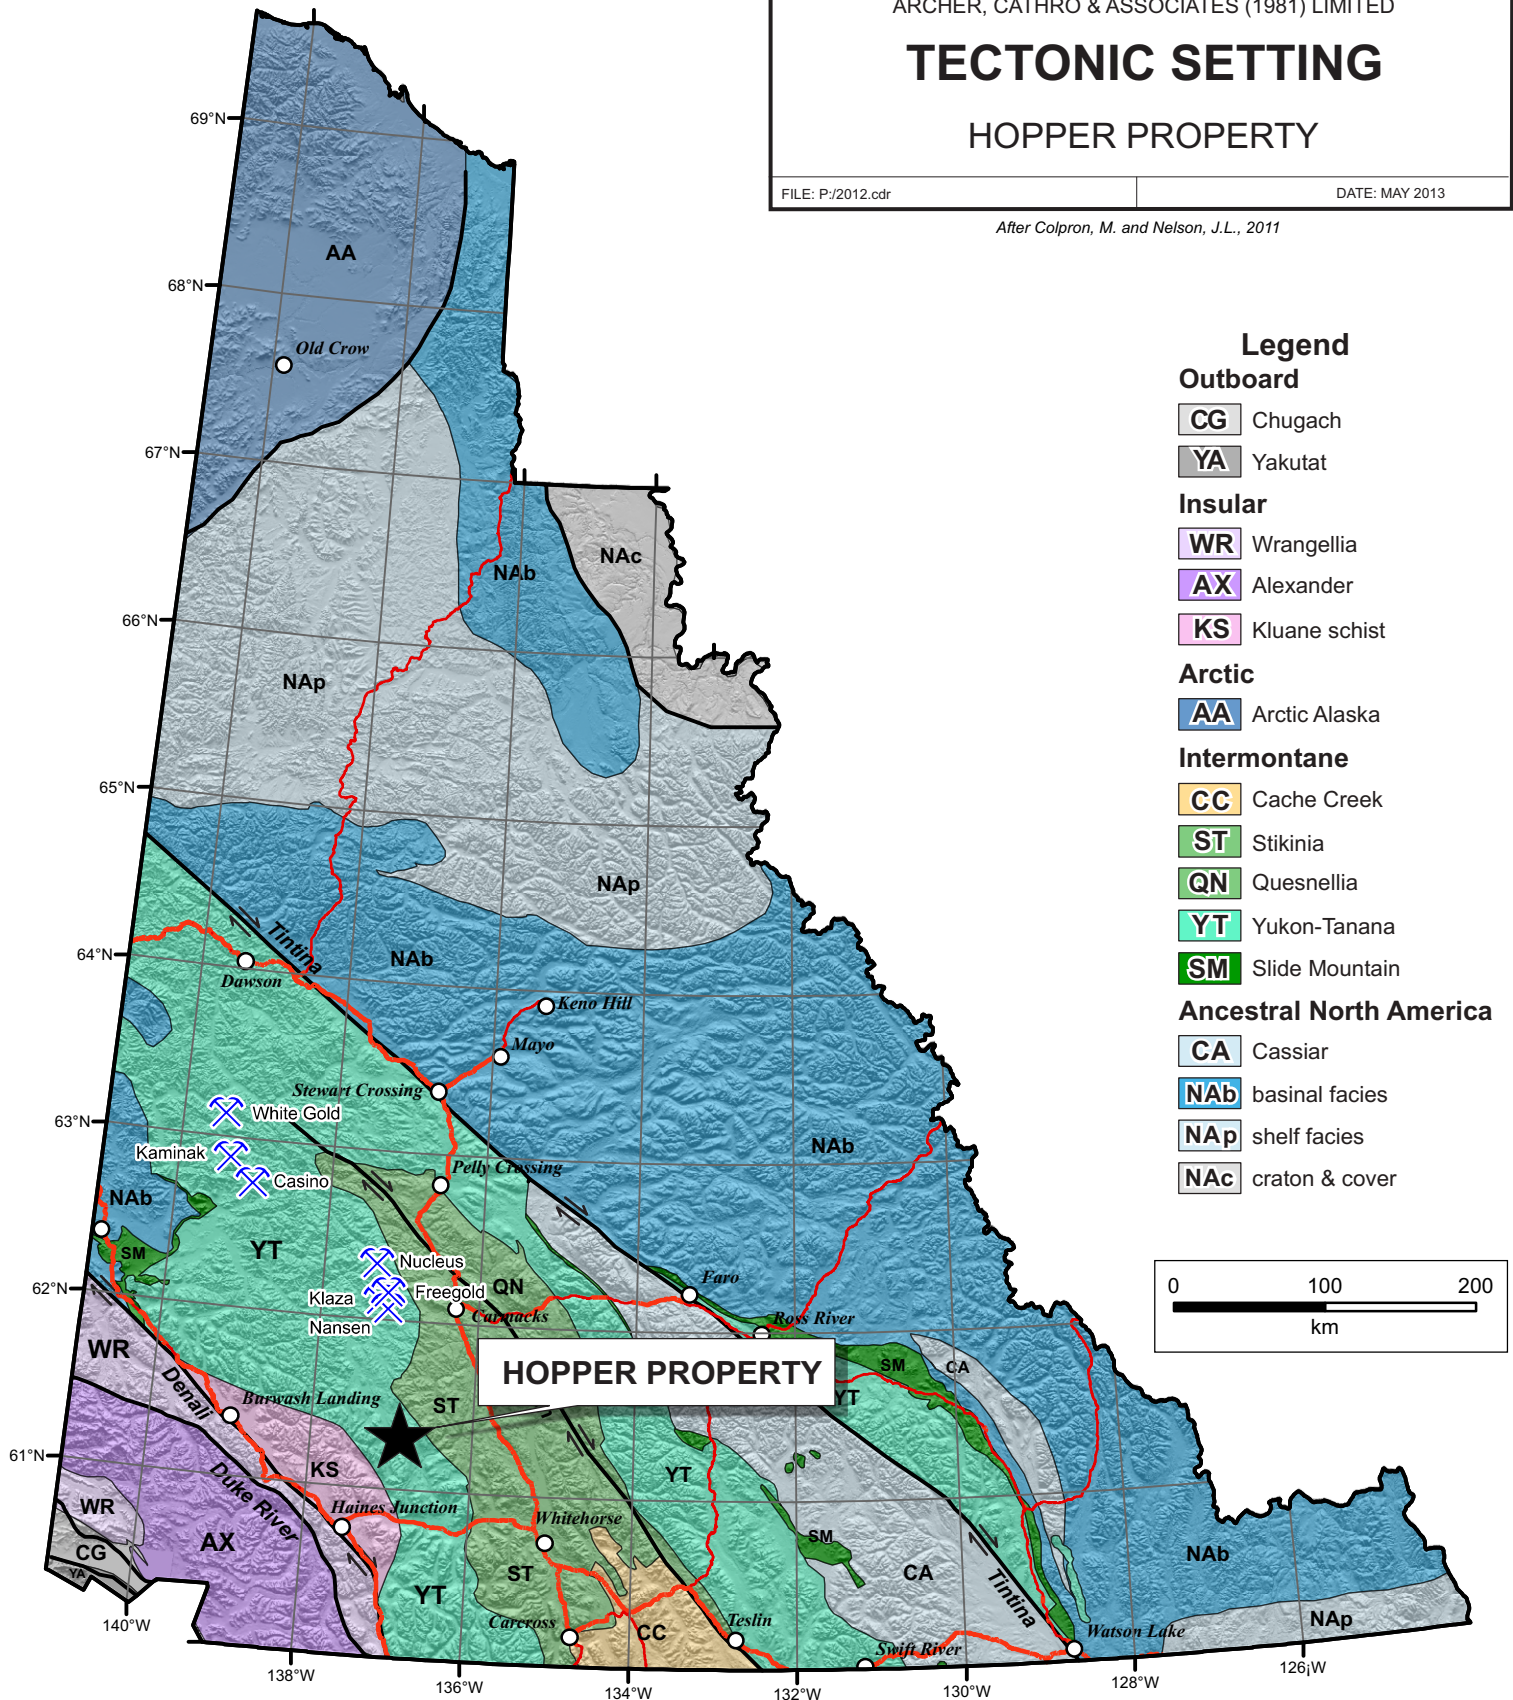 ARCHER, CATHRO & ASSOCIATES (1981) LIMITED
TECTONIC SETTING
HOPPER PROPERTY
FILE: P:/2012.cdr
DATE: MAY 2013
After Colpron, M. and Nelson, J.L., 2011
Legend
Outboard
CG Chugach
YA Yakutat
Insular
WR Wrangellia
AX Alexander
KS Kluane schist
Arctic
AA Arctic Alaska
Intermontane
CC Cache Creek
ST Stikinia
QN Quesnellia
YT Yukon-Tanana
SM Slide Mountain
Ancestral North America
CA Cassiar
NAb basinal facies
NAp shelf facies
NAc craton & cover
0 100 200
km
69°N
AA
68°N
Old Crow
67°N
NAc
NAb
66°N
NAp
65°N
NAp
Tintina
64°N
NAb
Dawson
Keno Hill
Mayo
Stewart Crossing
White Gold
63°N
NAb
Kaminak
Pelly Crossing
Casino
NAb
YT
SM
Nucleus
Faro
62°N
QN
Klaza
Freegold
Carmacks
Nansen
Ross River
WR
SM
CA
HOPPER PROPERTY
Denali
Burwash Landing
ST
YT
61°N
KS
YT
Duke River
WR
Haines Junction
Whitehorse
SM
AX
CG
YA
ST
CA
NAb
YT
Tintina
140°W
Carcross
CC
Teslin
Swift River
Watson Lake
NAp
138°W
136°W
134°W
132°W
130°W
128°W
126¡W